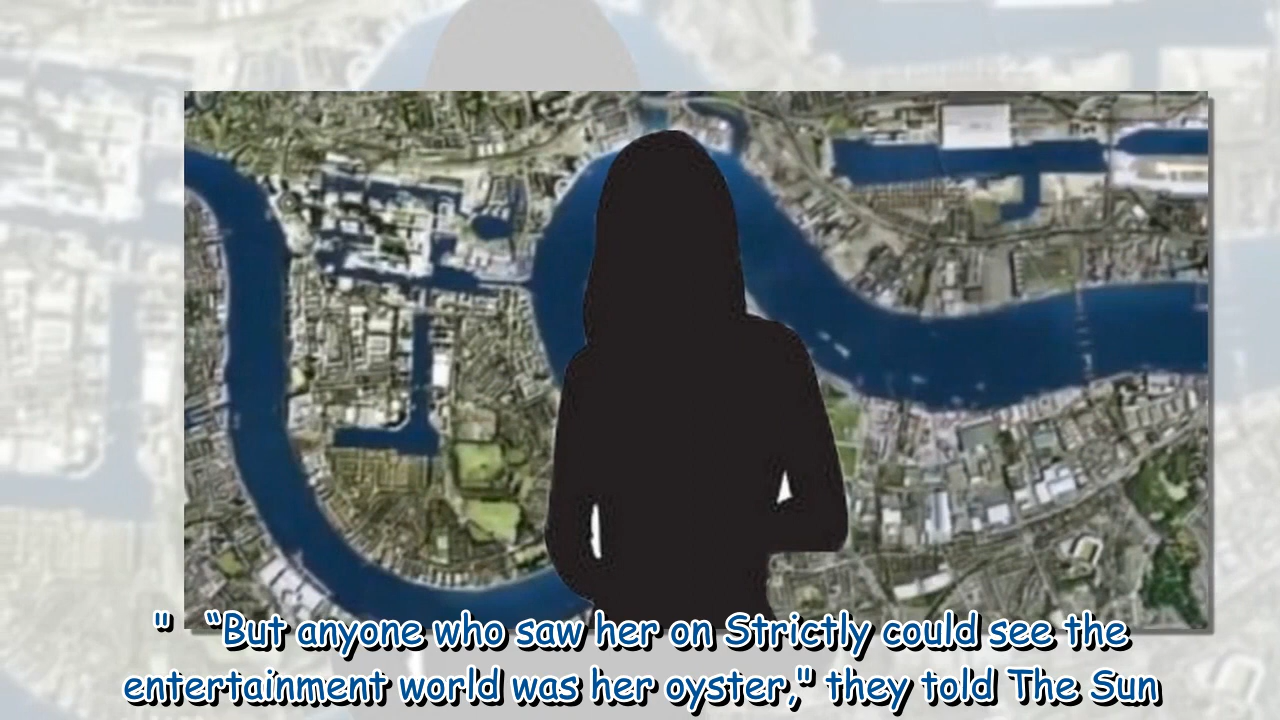 " “But anyone who saw her on Strictly could see the
entertainment world was her oyster," they told The Sun